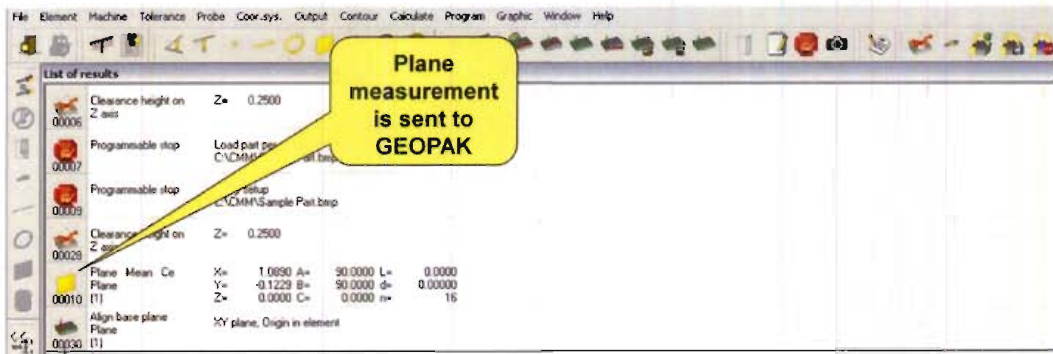 File Element Machine Tolerance Probe Coor.sys. Output Contour Calculate Program Graphic Window Help
List of results
Plane
measurement
is sent to
GEOPAK
Clearance height on Z= 0.2500
Z axis
00006
Programmable stop Load part
00007
Programmable stop setup
C:\CMM\Sample Part.bmp
00009
Clearance height on Z= 0.2500
Z axis
00028
Plane Mean Ce X= 1.0890 A= 90.0000 L= 0.0000
Plane Y= -0.1229 B= 90.0000 d= 0.00000
00010 [1] Z= 0.0000 C= 0.0000 n= 16
Align base plane XY plane, Origin in element
Plane
00030 [1]